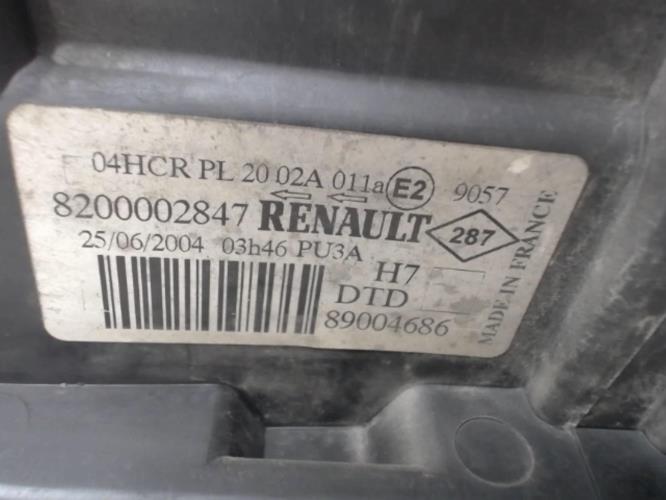 04HCR PL 20 02A 011a E2 9057
8200002847 RENAULT 287
25/06/2004 03h46 PU3A
H7
DTD
89004686
MADE IN FRANCE